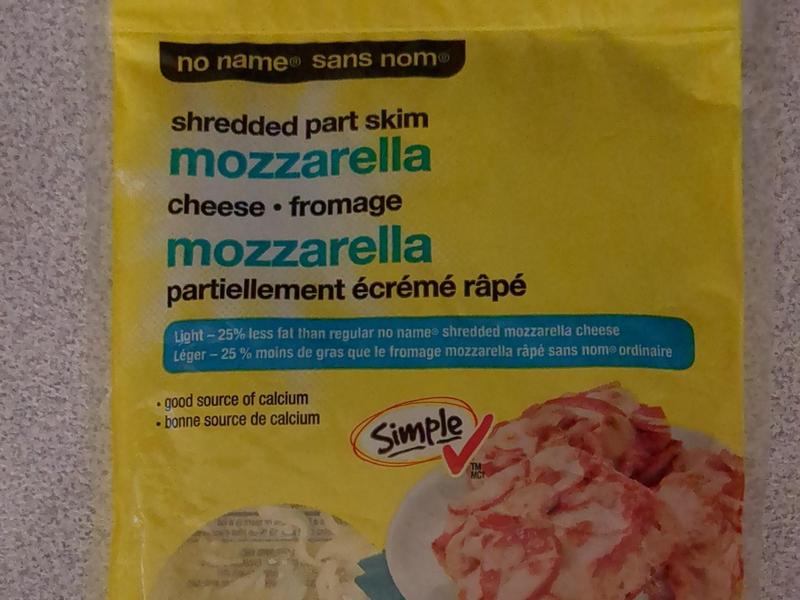 no name® sans nom®
shredded part skim
mozzarella
cheese • fromage
mozzarella
partiellement écrémé râpé
Light – 25% less fat than regular no name® shredded mozzarella cheese
Léger – 25 % moins de gras que le fromage mozzarella râpé sans nom® ordinaire
• good source of calcium
• bonne source de calcium
Simple
TM
MC